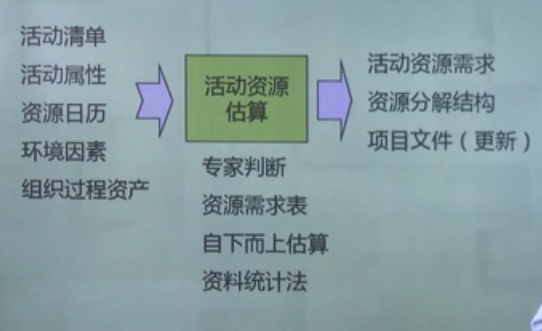 活动清单
活动属性
资源日历
环境因素
组织过程资产
活动资源
估算
专家判断
资源需求表
自下而上估算
资料统计法
活动资源需求
资源分解结构
项目文件（更新）